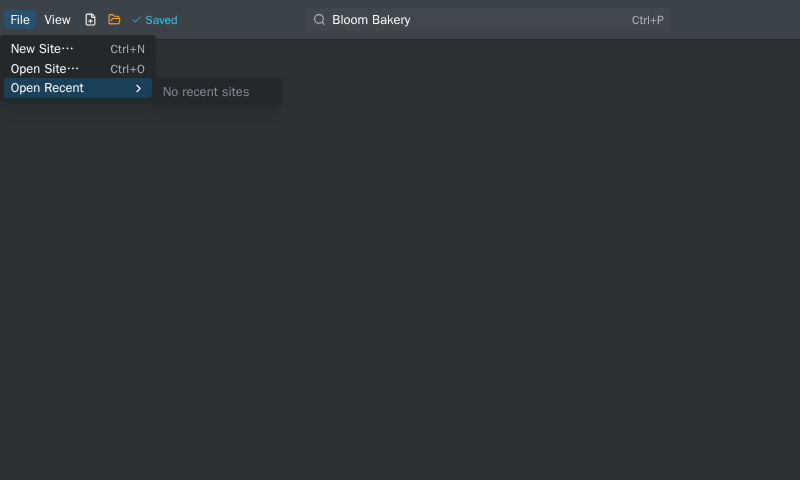 File View Saved Bloom Bakery Ctrl+P
New Site⋯ Ctrl+N
Open Site⋯ Ctrl+O
Open Recent
No recent sites